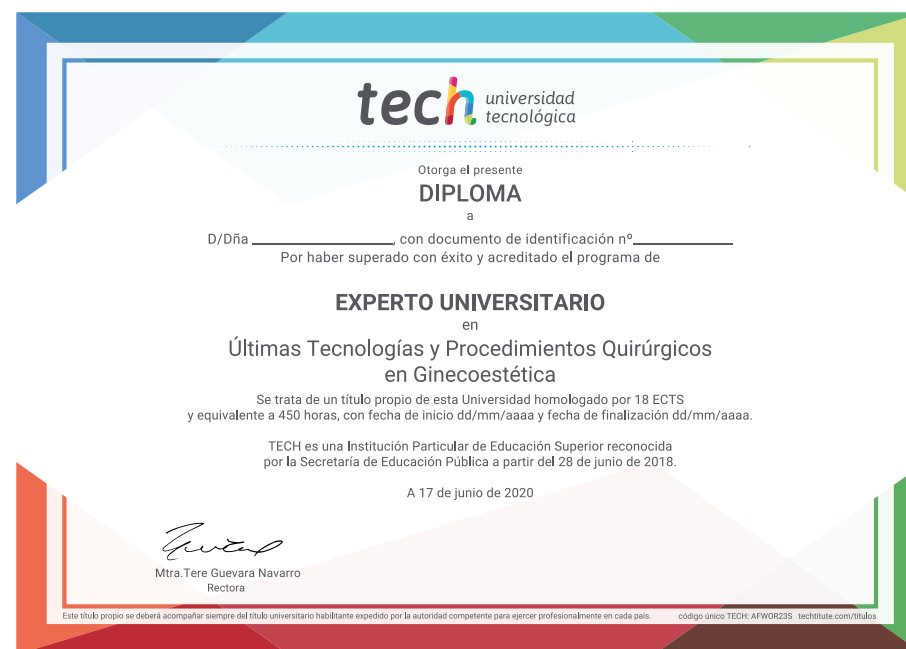 tech universidad
tecnológica
Otorga el presente
DIPLOMA
a
D/Dña ______________, con documento de identificación nº__________
Por haber superado con éxito y acreditado el programa de
EXPERTO UNIVERSITARIO
en
Últimas Tecnologías y Procedimientos Quirúrgicos
en Ginecoestética
Se trata de un título propio de esta Universidad homologado por 18 ECTS
y equivalente a 450 horas, con fecha de inicio dd/mm/aaaa y fecha de finalización dd/mm/aaaa.
TECH es una Institución Particular de Educación Superior reconocida
por la Secretaría de Educación Pública a partir del 28 de junio de 2018.
A 17 de junio de 2020
Mtra.Tere Guevara Navarro
Rectora
Este título propio se deberá acompañar siempre del título universitario habilitante expedido por la autoridad competente para ejercer profesionalmente en cada país. código único TECH: AFWOR23S techtitute.com/titulos